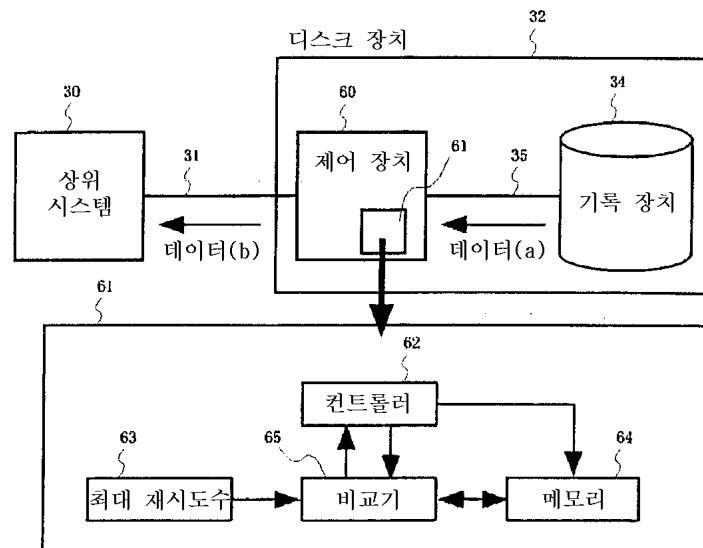 디스크 장치
32
30
60
34
61
31
35
상위
시스템
제어 장치
기록 장치
데이터(b)
데이터(a)
61
62
컨트롤러
63
65
64
최대 재시도수
비교기
메모리